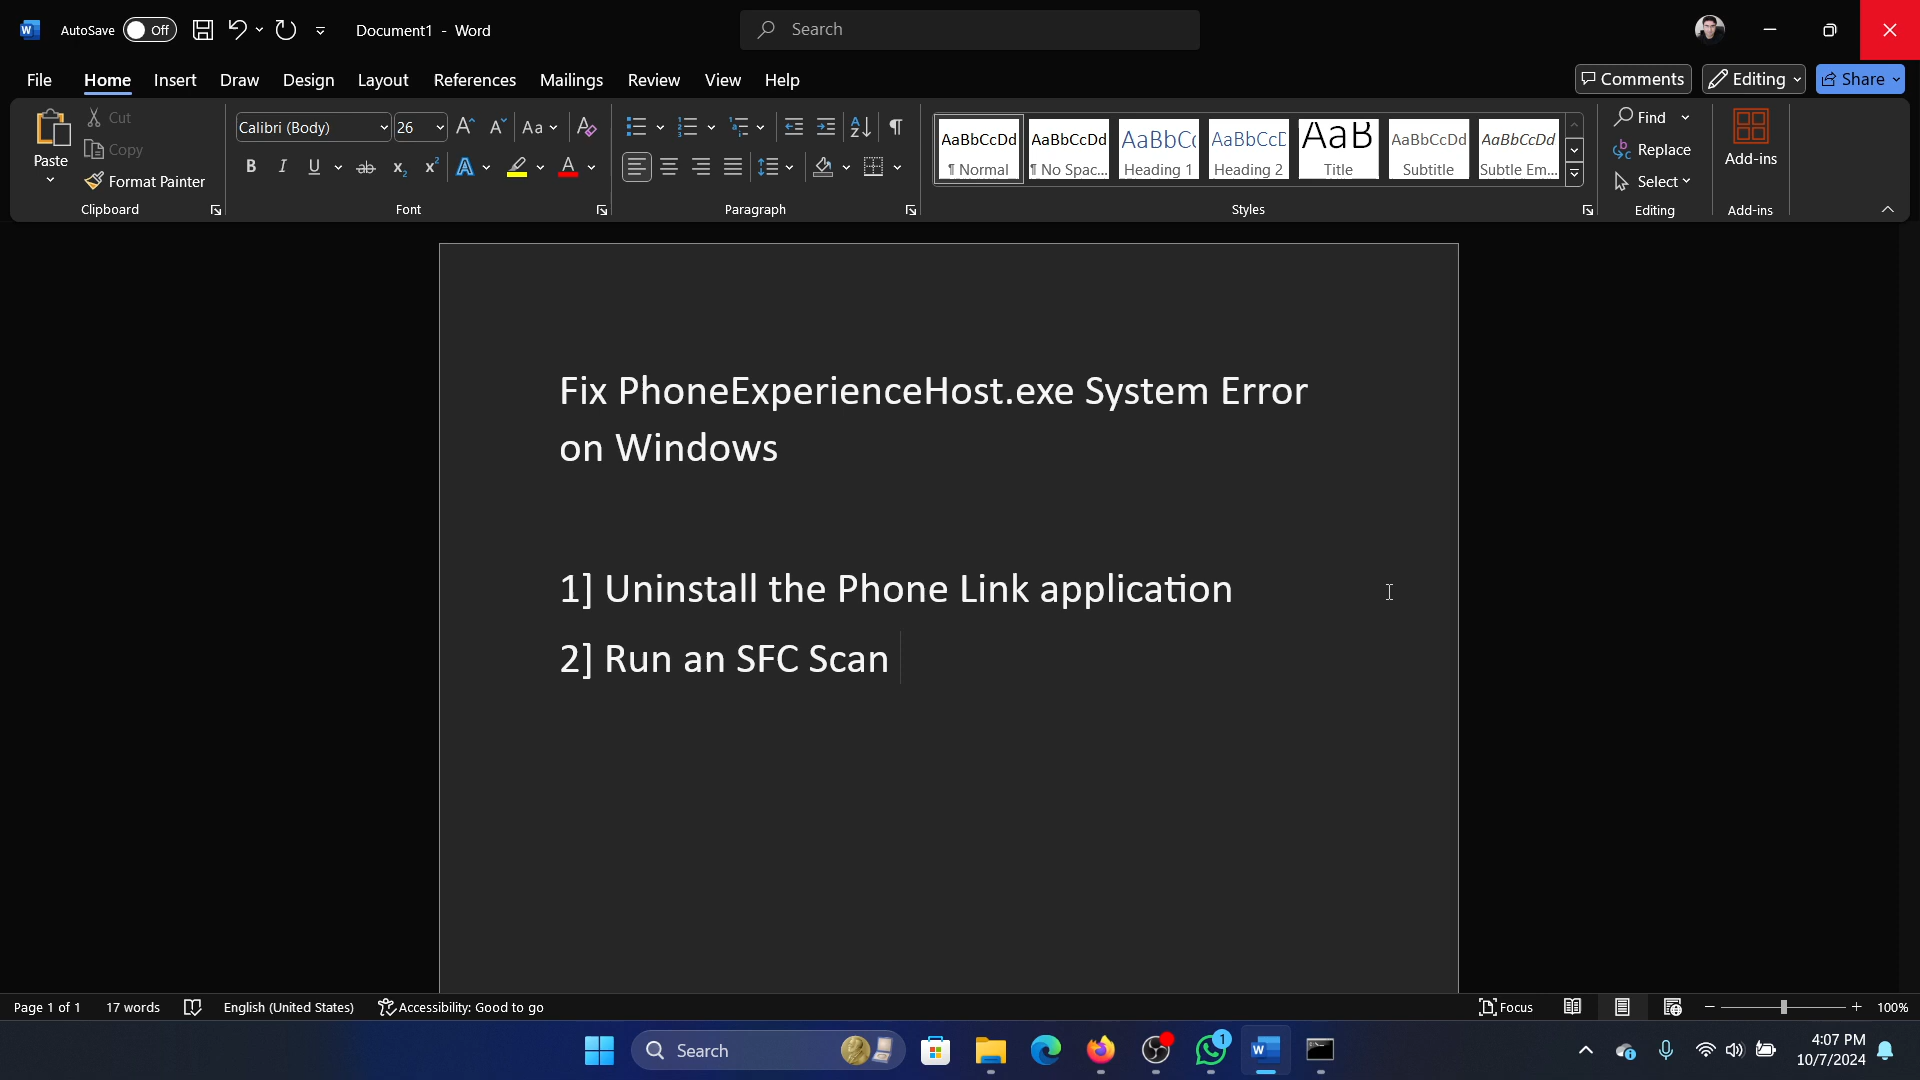 AutoSave Off Document1 - Word Search
File Home Insert Draw Design Layout References Mailings Review View Help Comments Editing Share
Paste Cut Copy Format Painter
Clipboard
Calibri (Body) 26
Font
Paragraph
AaBbCcDd ¶ Normal
AaBbCcDd ¶ No Spac...
AaBbCc Heading 1
AaBbCcE Heading 2
AaB Title
AaBbCcDd Subtitle
AaBbCcDd Subtle Em...
Styles
Find
Replace
Select
Editing
Add-ins
Add-ins
Fix PhoneExperienceHost.exe System Error
on Windows
1] Uninstall the Phone Link application
2] Run an SFC Scan
Page 1 of 1 17 words English (United States) Accessibility: Good to go Focus 100%
Search 1 4:07 PM
10/7/2024